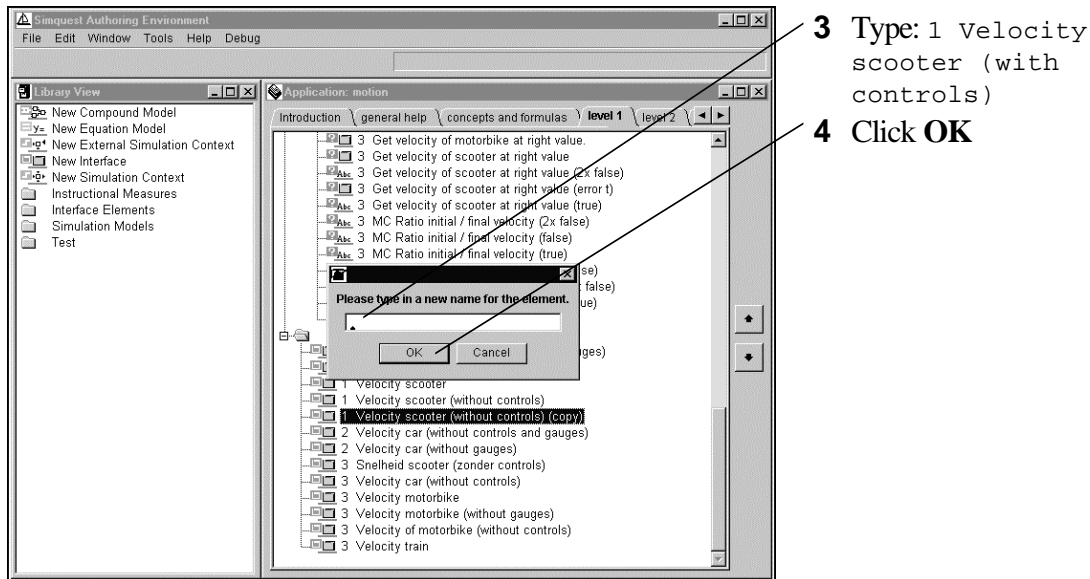 Simquest Authoring Environment
File Edit Window Tools Help Debug
Library View
New Compound Model
y= New Equation Model
New External Simulation Context
New Interface
New Simulation Context
Instructional Measures
Interface Elements
Simulation Models
Test
Application: motion
Introduction general help concepts and formulas level 1 level 2
3 Get velocity of motorbike at right value.
3 Get velocity of scooter at right value
Abc 3 Get velocity of scooter at right value (2x false)
3 Get velocity of scooter at right value (error t)
Abc 3 Get velocity of scooter at right value (true)
Abc 3 MC Ratio initial / final velocity (2x false)
Abc 3 MC Ratio initial / final velocity (false)
Abc 3 MC Ratio initial / final velocity (true)
se)
false)
ue)
Please type in a new name for the element.
OK Cancel
ges)
1 Velocity scooter
1 Velocity scooter (without controls)
1 Velocity scooter (without controls) (copy)
2 Velocity car (without controls and gauges)
2 Velocity car (without gauges)
3 Snelheid scooter (zonder controls)
3 Velocity car (without controls)
3 Velocity motorbike
3 Velocity motorbike (without gauges)
3 Velocity of motorbike (without controls)
3 Velocity train
3 Type: 1 Velocity
scooter (with
controls)
4 Click OK